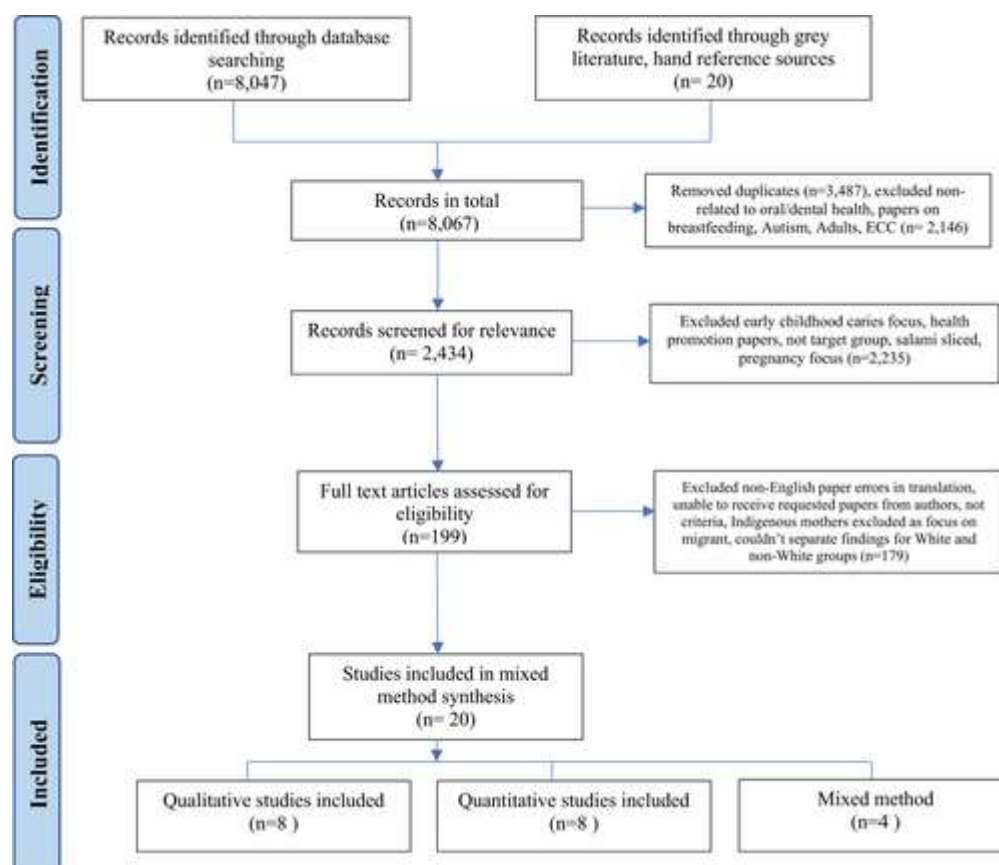 Identification
Records identified through database
searching
(n=8,047)
Records identified through grey
literature, hand reference sources
(n= 20)
Records in total
(n=8,067)
Removed duplicates (n=3,487), excluded non-
related to oral/dental health, papers on
breastfeeding, Autism, Adults, ECC (n= 2,146)
Screening
Records screened for relevance
(n= 2,434)
Excluded early childhood caries focus, health
promotion papers, not target group, salami sliced,
pregnancy focus (n=2,235)
Eligibility
Full text articles assessed for
eligibility
(n=199)
Excluded non-English paper errors in translation,
unable to receive requested papers from authors, not
criteria, Indigenous mothers excluded as focus on
migrant, couldn't separate findings for White and
non-White groups (n=179)
Included
Studies included in mixed
method synthesis
(n= 20)
Qualitative studies included
(n=8 )
Quantitative studies included
(n=8 )
Mixed method
(n=4 )